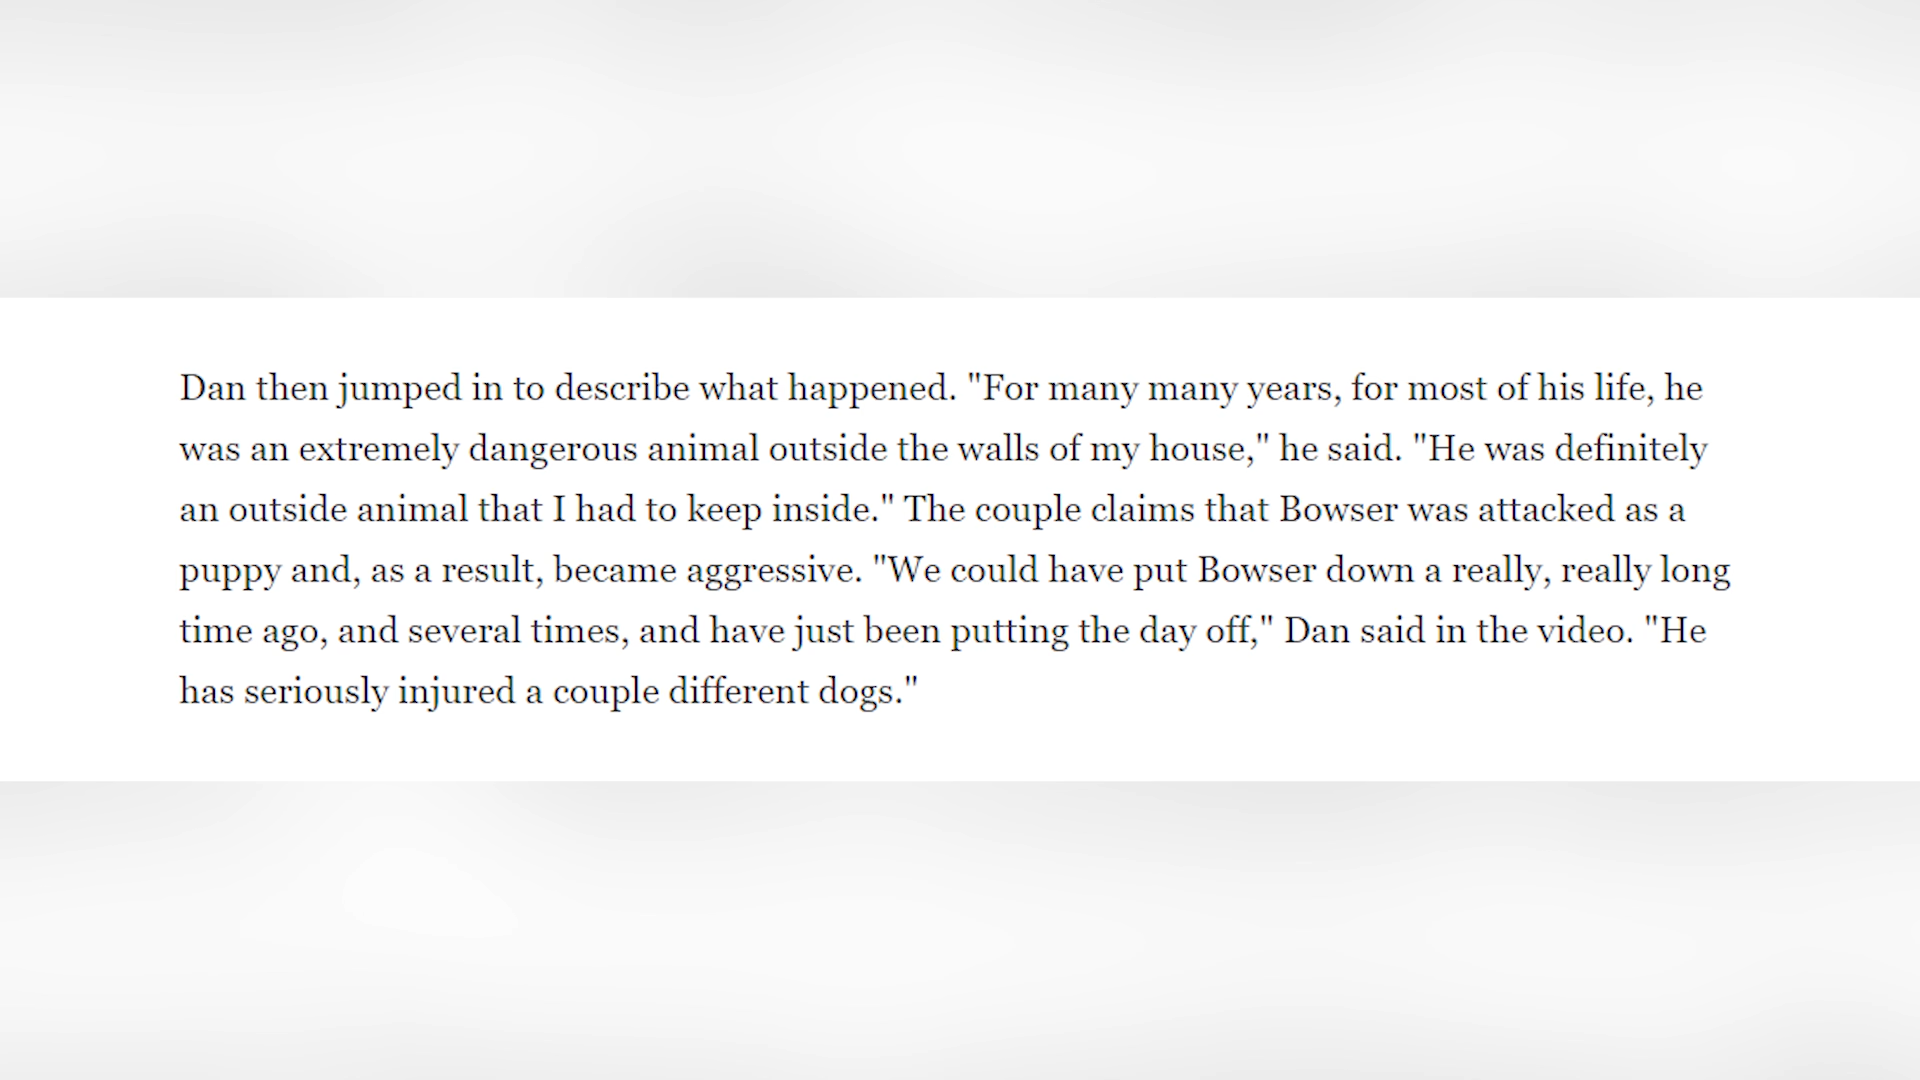 Dan then jumped in to describe what happened. "For many many years, for most of his life, he
was an extremely dangerous animal outside the walls of my house," he said. "He was definitely
an outside animal that I had to keep inside." The couple claims that Bowser was attacked as a
puppy and, as a result, became aggressive. "We could have put Bowser down a really, really long
time ago, and several times, and have just been putting the day off," Dan said in the video. "He
has seriously injured a couple different dogs."